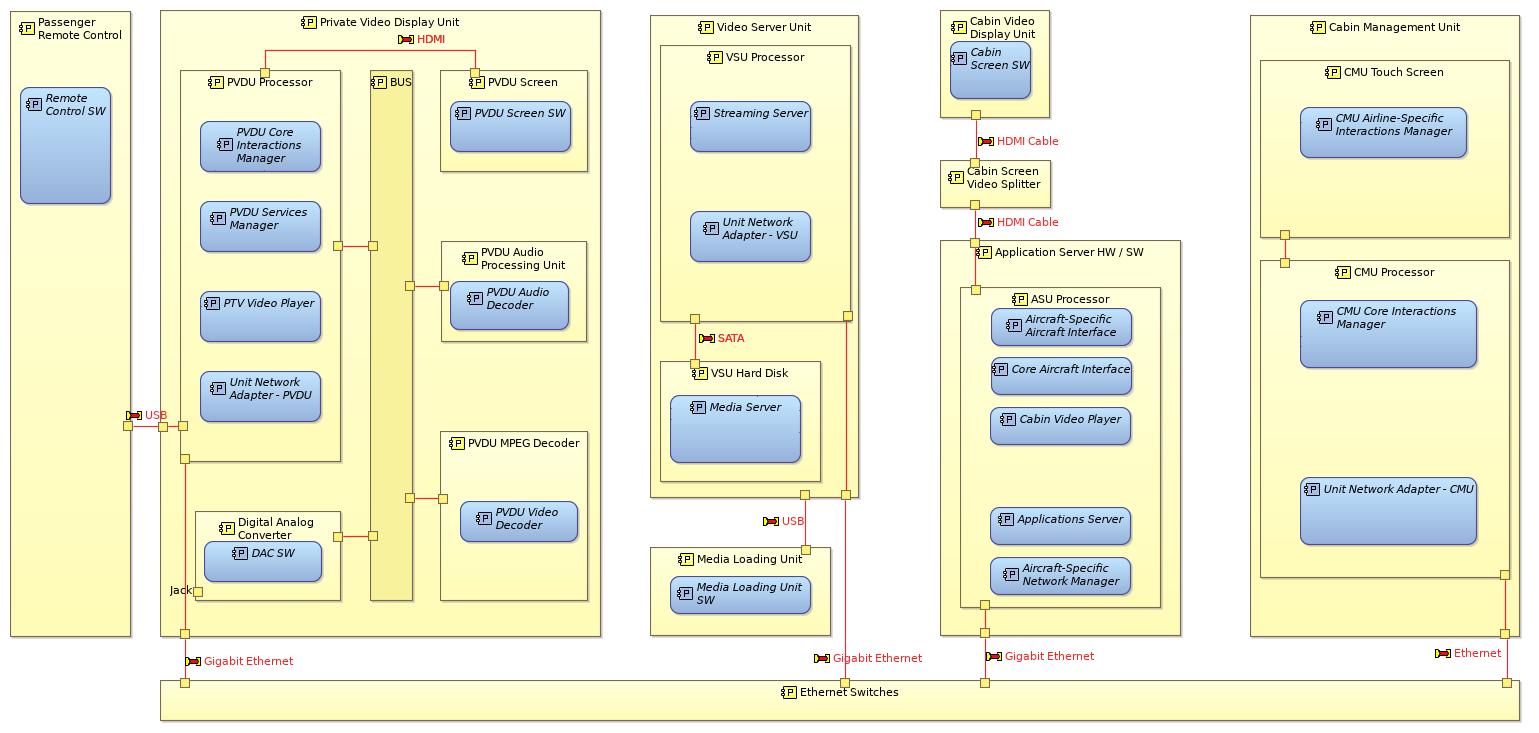 Passenger
Remote Control
Remote
Control SW
Private Video Display Unit
HDMI
PVDU Processor
PVDU Core
Interactions
Manager
PVDU Services
Manager
PTV Video Player
Unit Network
Adapter - PVDU
USB
Digital Analog
Converter
DAC SW
Jack
BUS
PVDU Screen
PVDU Screen SW
PVDU Audio
Processing Unit
PVDU Audio
Decoder
PVDU MPEG Decoder
PVDU Video
Decoder
Gigabit Ethernet
Video Server Unit
VSU Processor
Streaming Server
Unit Network
Adapter - VSU
SATA
VSU Hard Disk
Media Server
USB
Media Loading Unit
Media Loading Unit
SW
Gigabit Ethernet
Cabin Video
Display Unit
Cabin
Screen SW
HDMI Cable
Cabin Screen
Video Splitter
HDMI Cable
Application Server HW / SW
ASU Processor
Aircraft-Specific
Aircraft Interface
Core Aircraft Interface
Cabin Video Player
Applications Server
Aircraft-Specific
Network Manager
Gigabit Ethernet
Cabin Management Unit
CMU Touch Screen
CMU Airline-Specific
Interactions Manager
CMU Processor
CMU Core Interactions
Manager
Unit Network Adapter - CMU
Ethernet
Ethernet Switches